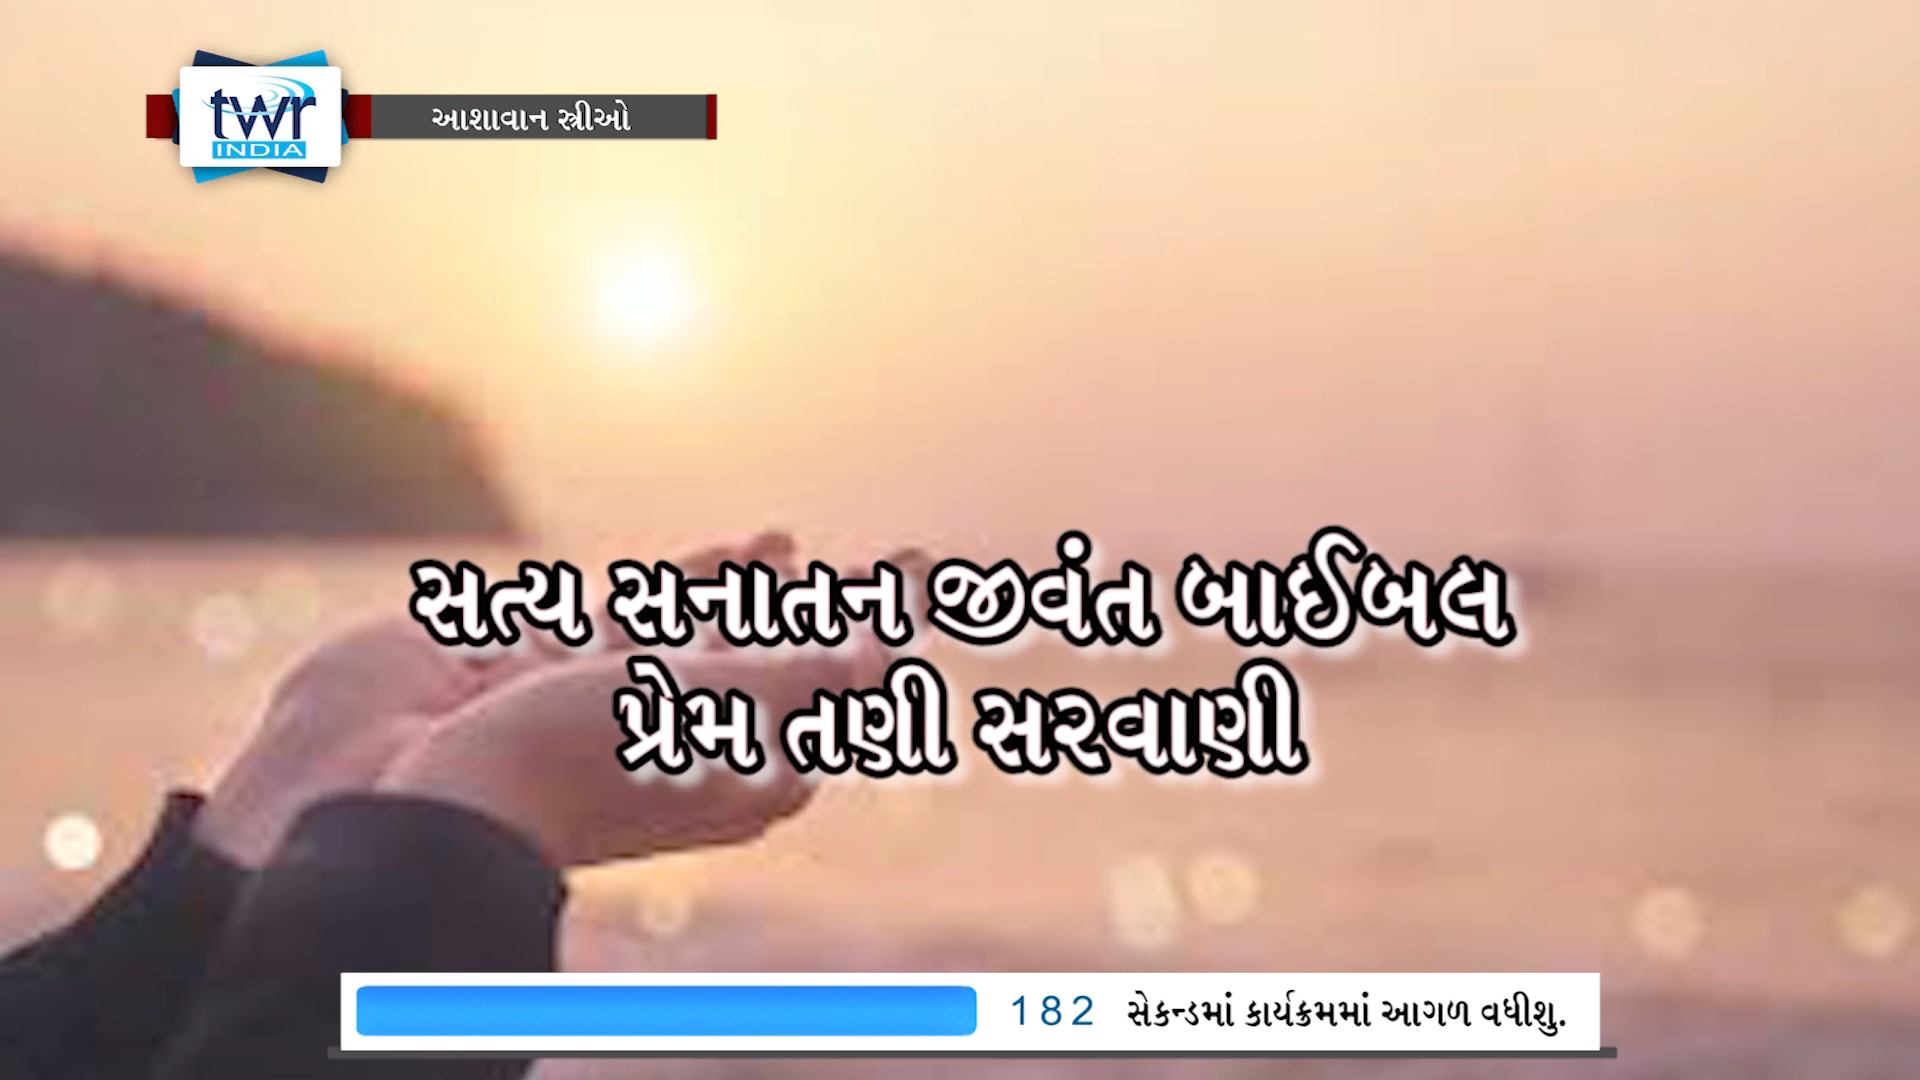 twr
INDIA
આશાવાન સ્ત્રીઓ
સત્ય સનાતન જીવંત બાઈબલ
પ્રેમ તણી સરવાણી
182 સેકન્ડમાં કાર્યક્રમમાં આગળ વધીશુ.